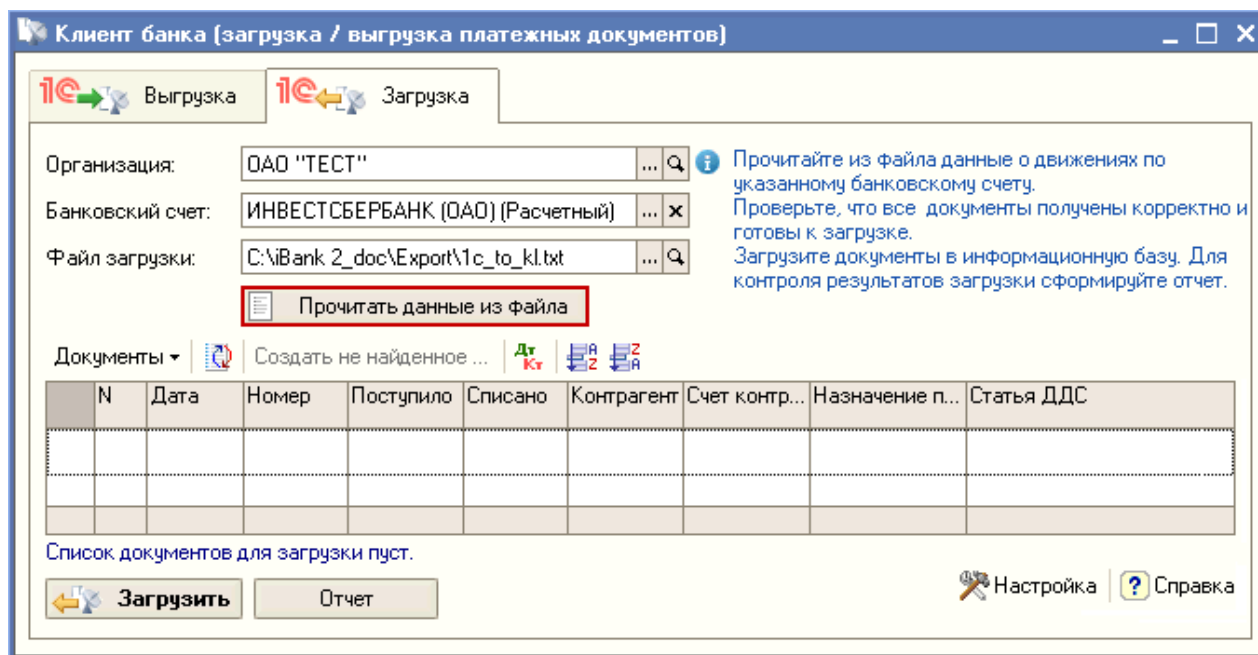 Клиент банка (загрузка / выгрузка платежных документов)
1С Выгрузка 1С Загрузка
Организация: ОАО "ТЕСТ" ...
Прочитайте из файла данные о движениях по
указанному банковскому счету.
Банковский счет: ИНВЕСТСБЕРБАНК (ОАО) (Расчетный) ... x
Проверьте, что все документы получены корректно и
готовы к загрузке.
Файл загрузки: C:\iBank 2_doc\Export\1c_to_kl.txt ...
Загрузите документы в информационную базу. Для
контроля результатов загрузки сформируйте отчет.
Прочитать данные из файла
Документы Создать не найденное ... Дт Кт А Z Z А
N Дата Номер Поступило Списано Контрагент Счет контр... Назначение п... Статья ДДС
Список документов для загрузки пуст.
Загрузить Отчет Настройка ? Справка